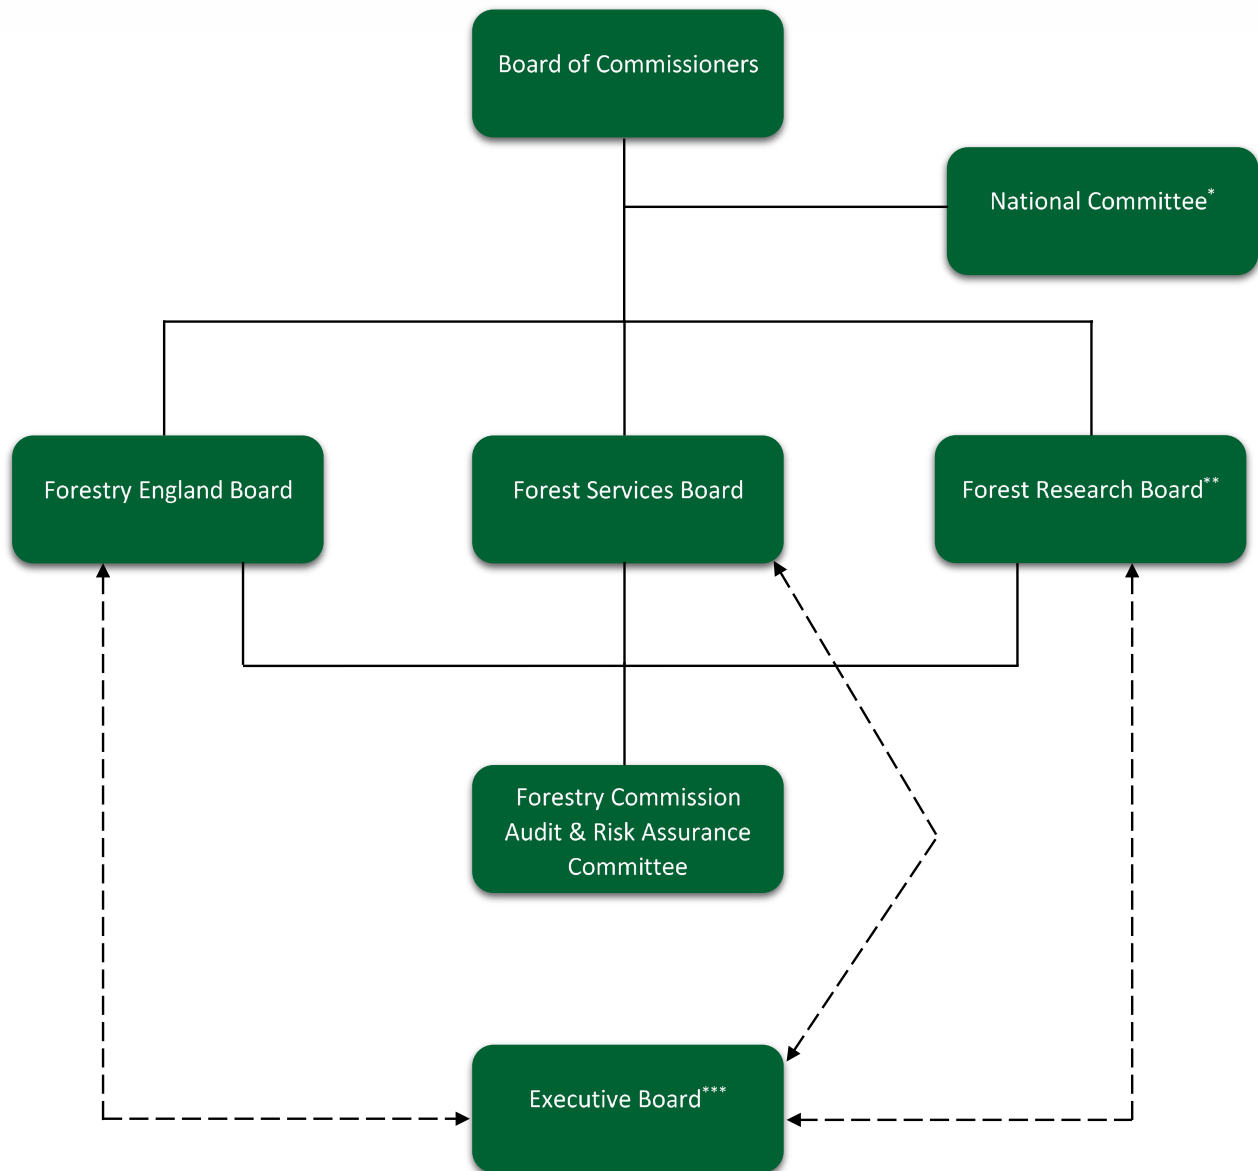 Board of Commissioners
National Committee*
Forestry England Board
Forest Services Board
Forest Research Board**
Forestry Commission
Audit & Risk Assurance
Committee
Executive Board***